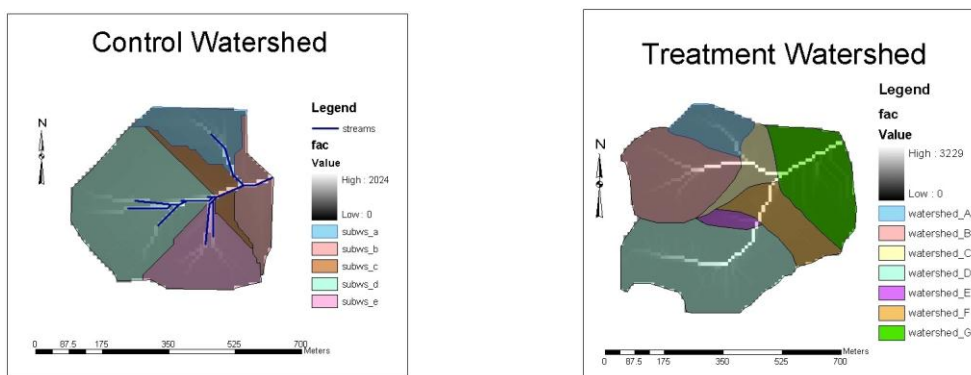 Control Watershed
N
Legend
streams
fac
Value
High : 2024
Low : 0
subws_a
subws_b
subws_c
subws_d
subws_e
0 87.5 175 350 525 700
Meters
Treatment Watershed
N
Legend
fac
Value
High : 3229
Low : 0
watershed_A
watershed_B
watershed_C
watershed_D
watershed_E
watershed_F
watershed_G
0 87.5 175 350 525 700
Meters